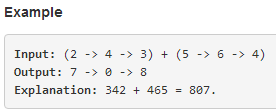 Example
Input: (2 -> 4 -> 3) + (5 -> 6 -> 4)
Output: 7 -> 0 -> 8
Explanation: 342 + 465 = 807.